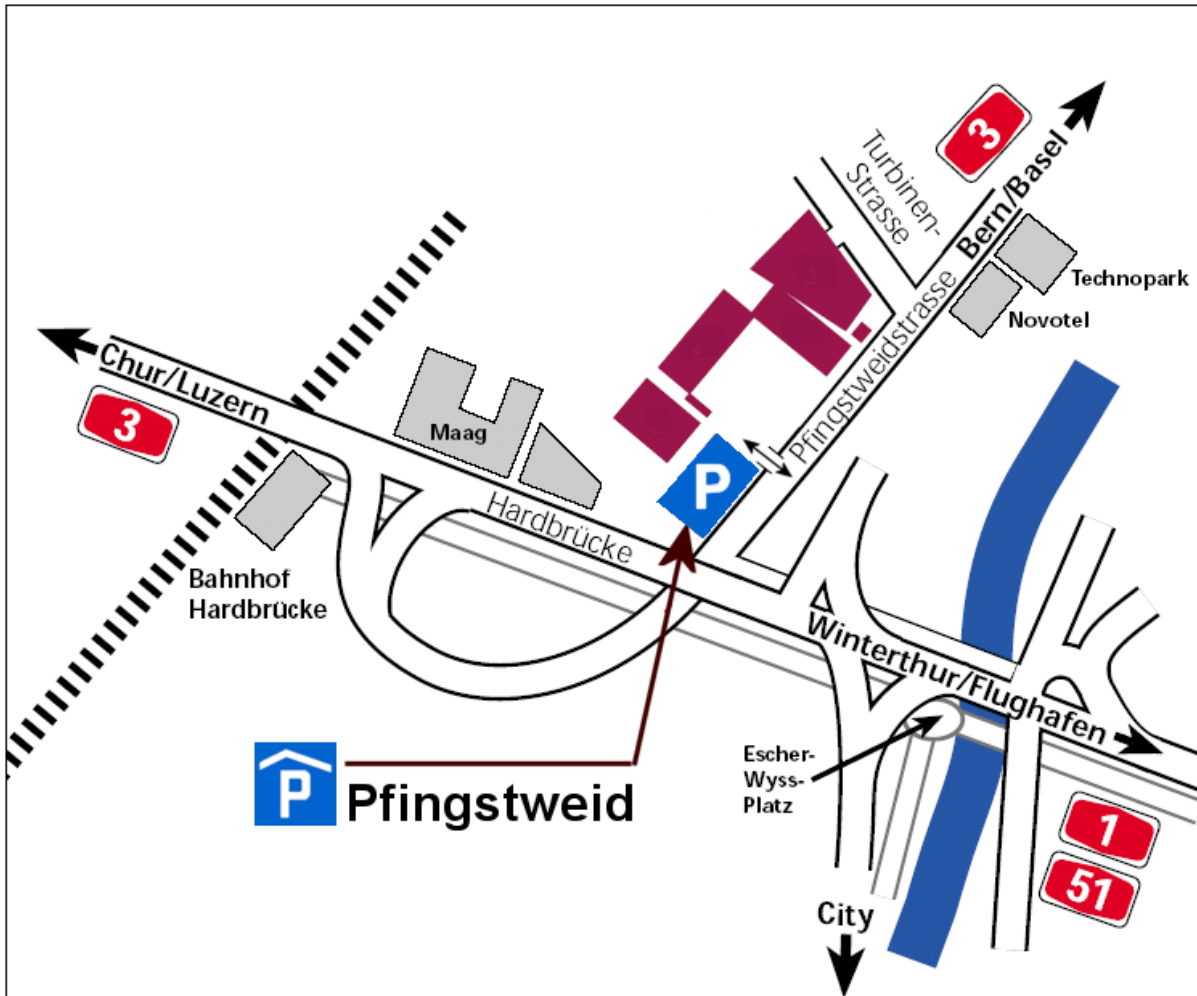 3
Turbinen-
Strasse
Bern/Basel
Technopark
Novotel
Pfingstweidstrasse
Chur/Luzern
3
Maag
P
Hardbrücke
Bahnhof
Hardbrücke
Winterthur/Flughafen
Escher-
Wyss-
Platz
P
Pfingstweid
1
51
City